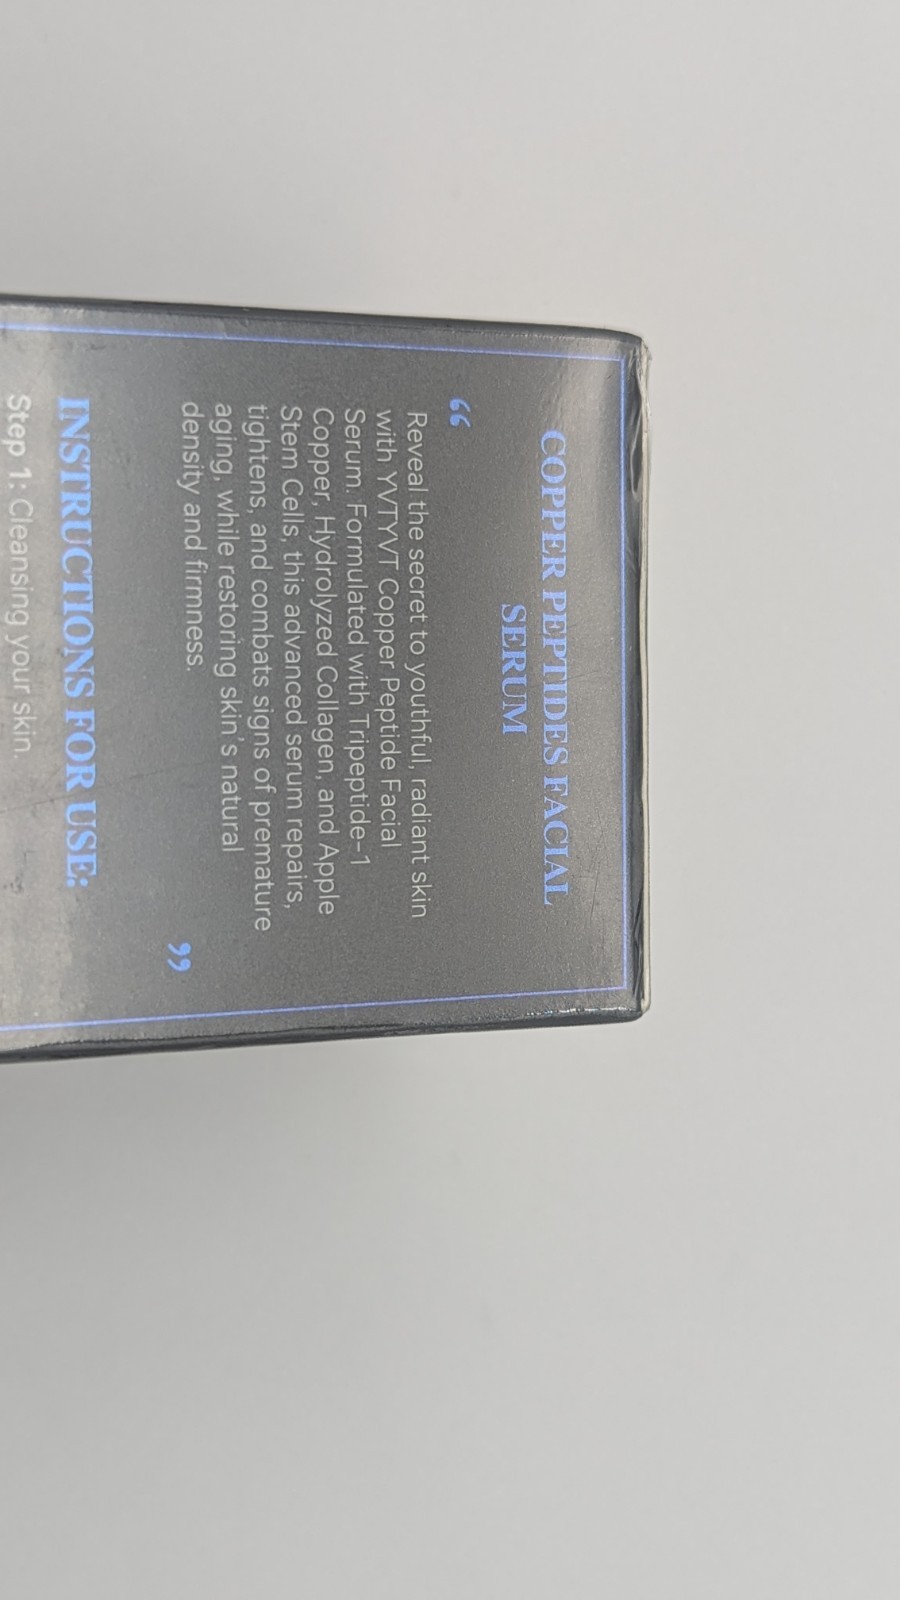 COPPER PEPTIDES FACIAL
SERUM
“
Reveal the secret to youthful, radiant skin
with YVTYVT Copper Peptide Facial
Serum. Formulated with Tripeptide-1
Copper, Hydrolyzed Collagen, and Apple
Stem Cells, this advanced serum repairs,
tightens, and combats signs of premature
aging, while restoring skin's natural
density and firmness.
”
INSTRUCTIONS FOR USE:
Step 1: Cleansing your skin.